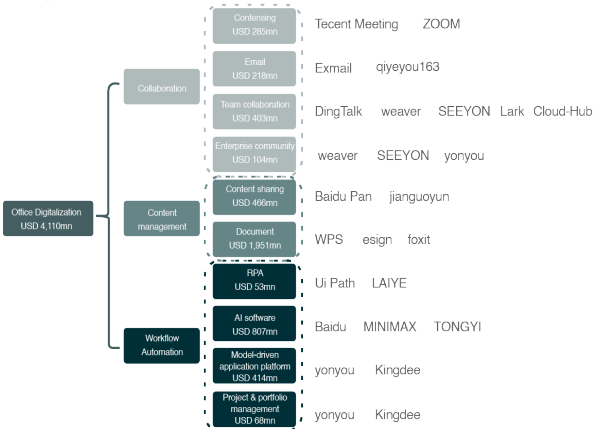 Confensing
USD 285mn
Tecent Meeting ZOOM
Email
USD 218mn
Exmail qiyeyou163
Collaboration
Team collaboration
USD 403mn
DingTalk weaver SEEYON Lark Cloud-Hub
Enterprise community
USD 104mn
weaver SEEYON yonyou
Office Digitalization
USD 4,110mn
Content
management
Content sharing
USD 466mn
Baidu Pan jianguoyun
Document
USD 1,951mn
WPS esign foxit
Workflow
Automation
RPA
USD 53mn
Ui Path LAIYE
AI software
USD 807mn
Baidu MINIMAX TONGYI
Model-driven
application platform
USD 414mn
yonyou Kingdee
Project & portfolio
management
USD 68mn
yonyou Kingdee